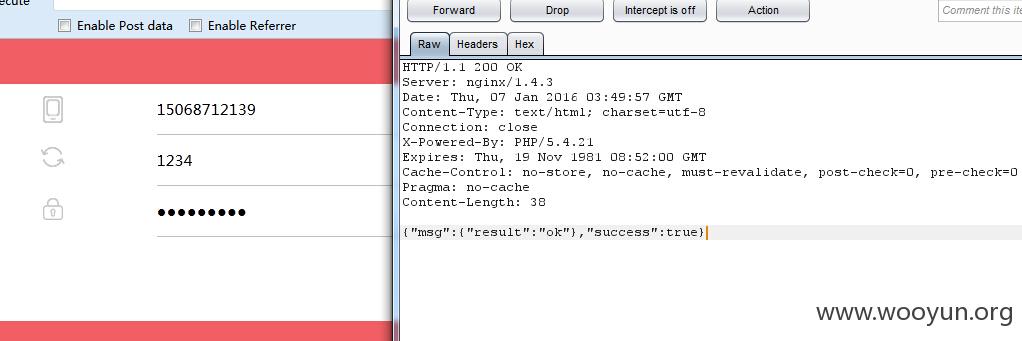 ecute
Enable Post data Enable Referrer
15068712139
1234
•••••••••
Forward Drop Intercept is off Action Comment this ite
Raw Headers Hex
HTTP/1.1 200 OK
Server: nginx/1.4.3
Date: Thu, 07 Jan 2016 03:49:57 GMT
Content-Type: text/html; charset=utf-8
Connection: close
X-Powered-By: PHP/5.4.21
Expires: Thu, 19 Nov 1981 08:52:00 GMT
Cache-Control: no-store, no-cache, must-revalidate, post-check=0, pre-check=0
Pragma: no-cache
Content-Length: 38
{"msg":{"result":"ok"},"success":true}
www.wooyun.org